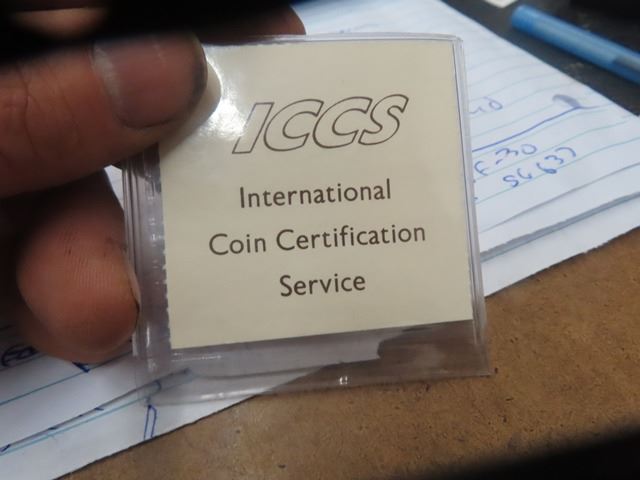 ICCS
International
Coin Certification
Service